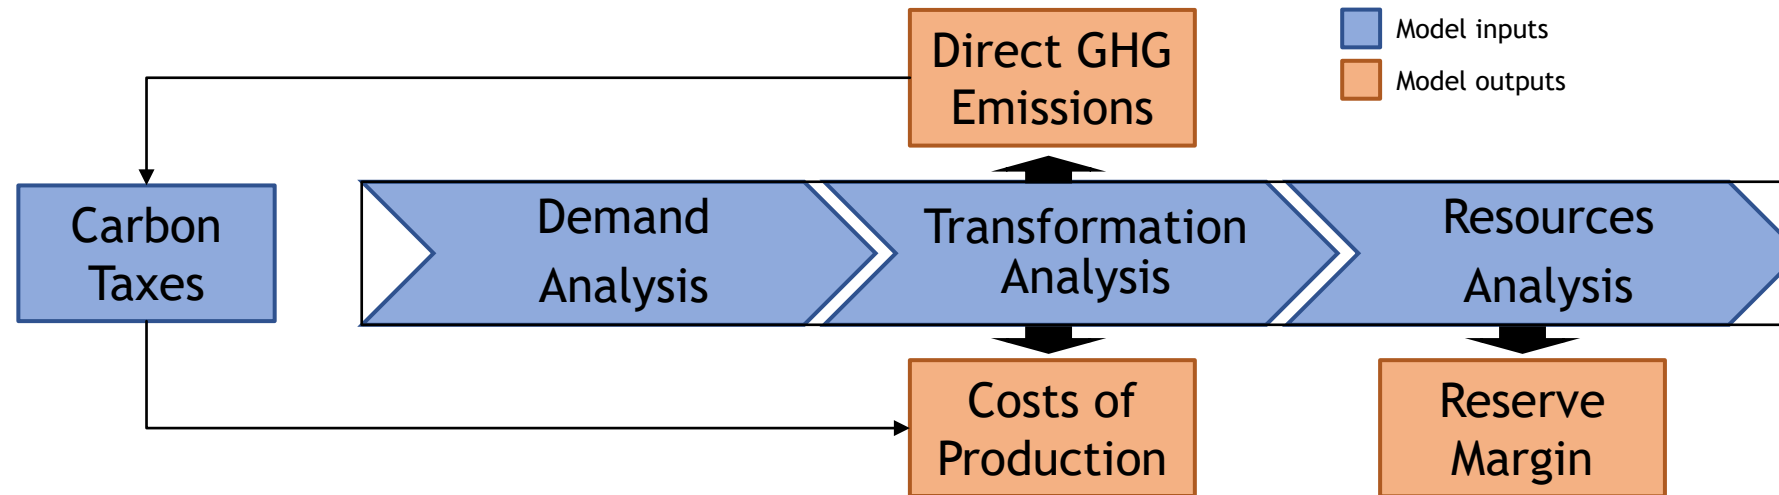 Direct GHG
Emissions
Model inputs
Model outputs
Carbon
Taxes
Demand
Analysis
Transformation
Analysis
Resources
Analysis
Costs of
Production
Reserve
Margin